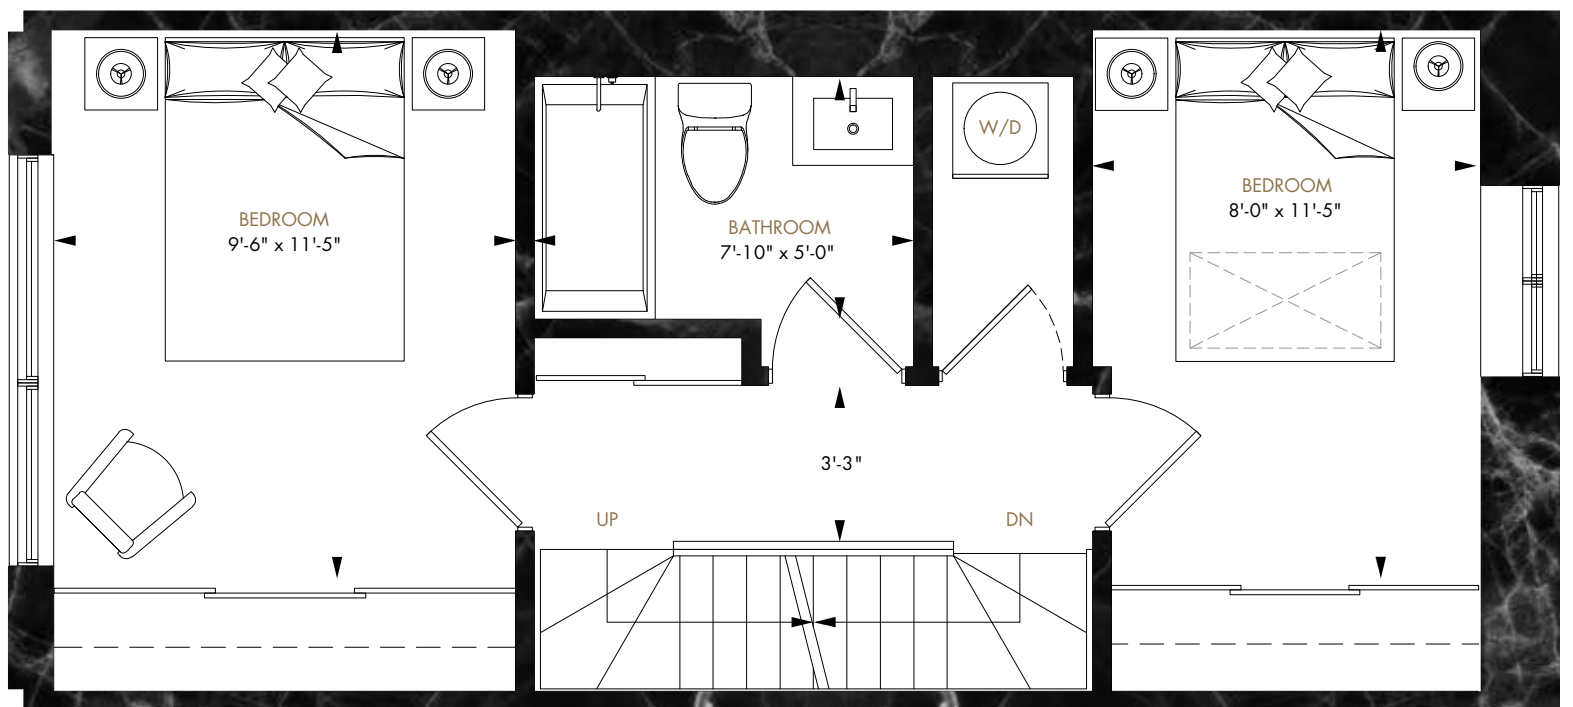 W/D
BEDROOM
9'-6" x 11'-5"
BATHROOM
7'-10" x 5'-0"
BEDROOM
8'-0" x 11'-5"
3'-3"
UP
DN